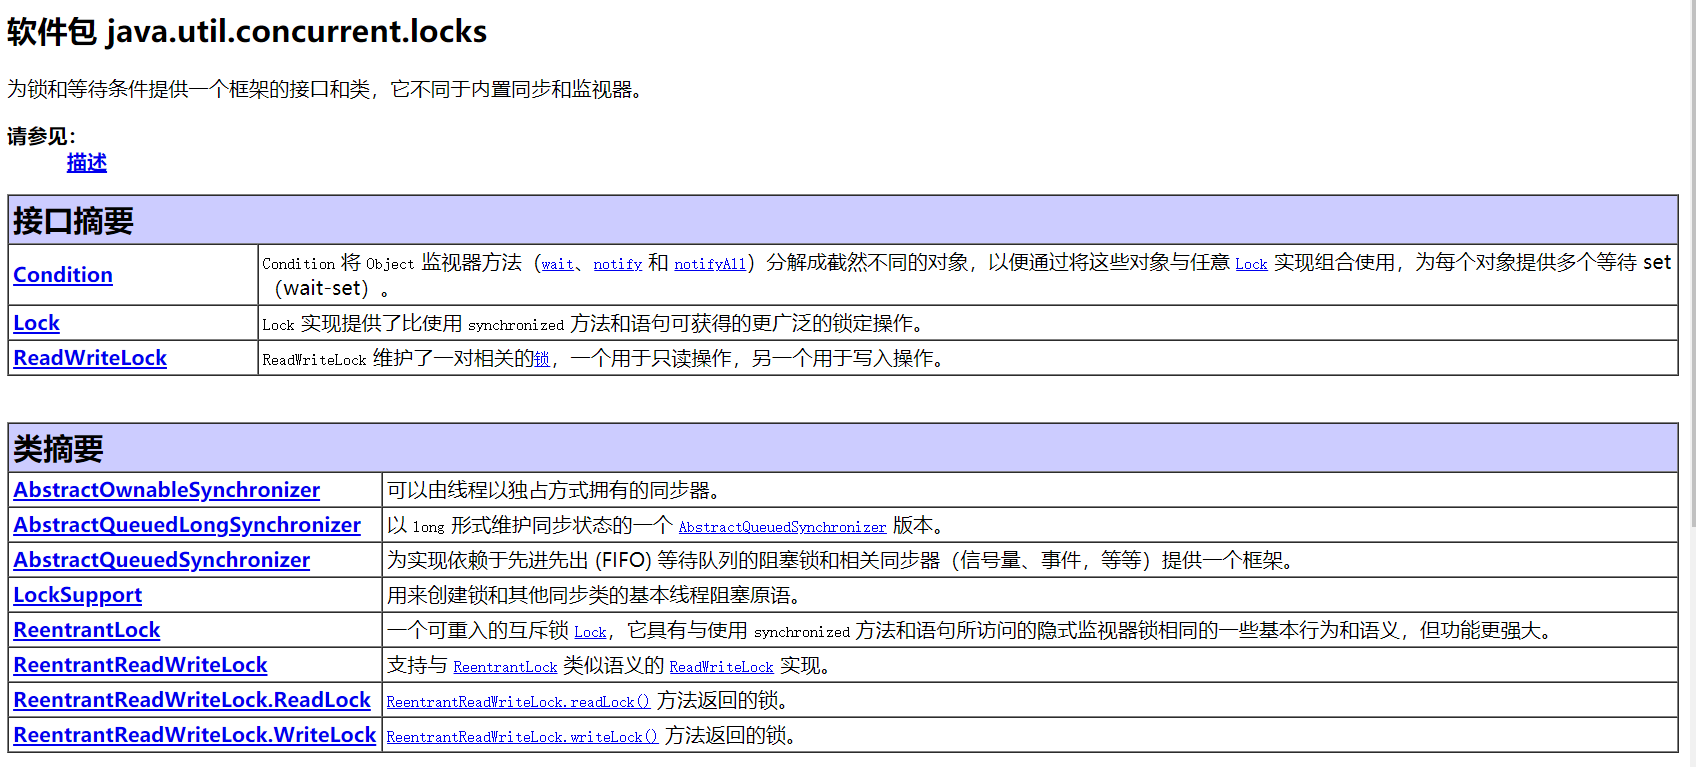 软件包 java.util.concurrent.locks
为锁和等待条件提供一个框架的接口和类，它不同于内置同步和监视器。
请参见：
描述
接口摘要
Condition Condition 将 Object 监视器方法（wait、notify 和 notifyAll）分解成截然不同的对象，以便通过将这些对象与任意 Lock 实现组合使用，为每个对象提供多个等待 set
（wait-set）。
Lock Lock 实现提供了比使用 synchronized 方法和语句可获得的更广泛的锁定操作。
ReadWriteLock ReadWriteLock 维护了一对相关的锁，一个用于只读操作，另一个用于写入操作。
类摘要
AbstractOwnableSynchronizer 可以由线程以独占方式拥有的同步器。
AbstractQueuedLongSynchronizer 以 long 形式维护同步状态的一个 AbstractQueuedSynchronizer 版本。
AbstractQueuedSynchronizer 为实现依赖于先进先出 (FIFO) 等待队列的阻塞锁和相关同步器（信号量、事件，等等）提供一个框架。
LockSupport 用来创建锁和其他同步类的基本线程阻塞原语。
ReentrantLock 一个可重入的互斥锁 Lock，它具有与使用 synchronized 方法和语句所访问的隐式监视器锁相同的一些基本行为和语义，但功能更强大。
ReentrantReadWriteLock 支持与 ReentrantLock 类似语义的 ReadWriteLock 实现。
ReentrantReadWriteLock.ReadLock ReentrantReadWriteLock.readLock() 方法返回的锁。
ReentrantReadWriteLock.WriteLock ReentrantReadWriteLock.writeLock() 方法返回的锁。